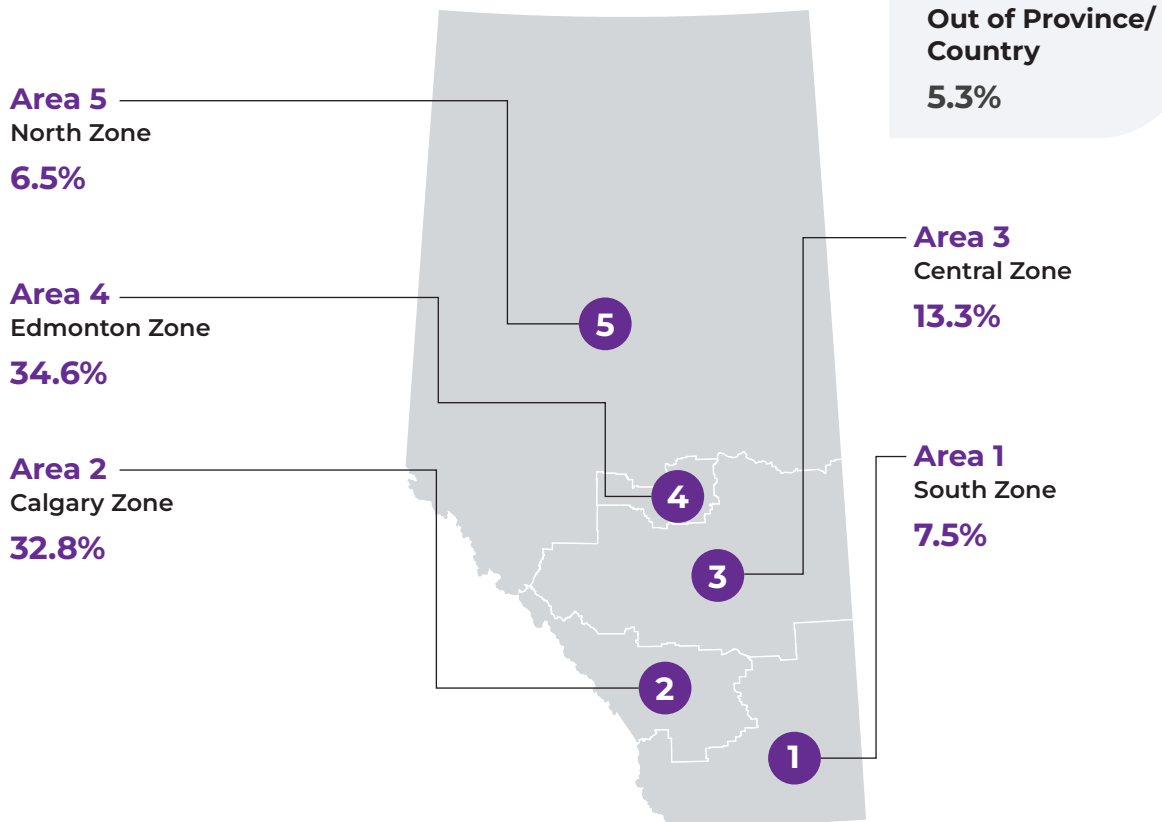 Out of Province/
Country
5.3%
Area 5
North Zone
6.5%
Area 4
Edmonton Zone
34.6%
Area 2
Calgary Zone
32.8%
Area 3
Central Zone
13.3%
Area 1
South Zone
7.5%
5
4
3
2
1